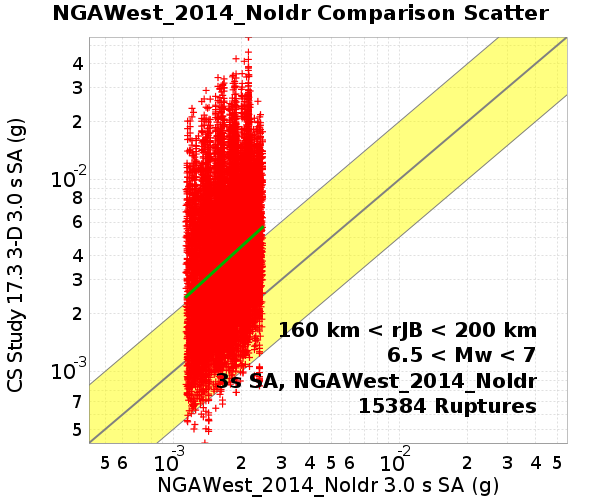 NGAWest_2014_NoIdr Comparison Scatter
CS Study 17.3 3-D 3.0 s SA (g)
4
3
2
10-2
8
6
4
3
2
10-3
7
5
160 km < rJB < 200 km
6.5 < Mw < 7
3s SA, NGAWest_2014_NoIdr
15384 Ruptures
5 6 10-3 2 3 4 5 6 10-2 2 3 4 5
NGAWest_2014_NoIdr 3.0 s SA (g)